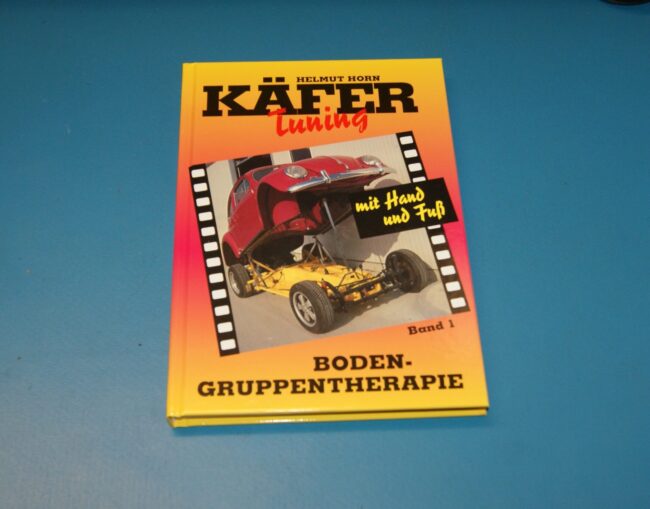 HELMUT HORN
KÄFER
Tuning
mit Hand
und Fuß
Band 1
BODEN-
GRUPPENTHERAPIE